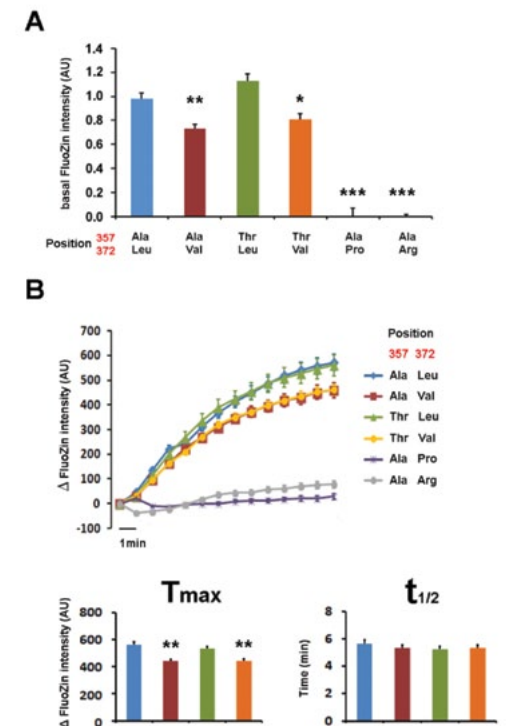 A
basal FluoZin intensity (AU)
1.4
1.2
1.0
0.8
0.6
0.4
0.2
0.0
** * *** ***
Position 357 Ala Ala Thr Thr Ala Ala
372 Leu Val Leu Val Pro Arg
B
Δ FluoZin intensity (AU)
700
600
500
400
300
200
100
0
-100
1min
Position
357 372
Ala Leu
Ala Val
Thr Leu
Thr Val
Ala Pro
Ala Arg
Tmax
Δ FluoZin intensity (AU)
800
600
400
200
0
** **
t1/2
Time (min)
8
6
4
2
0